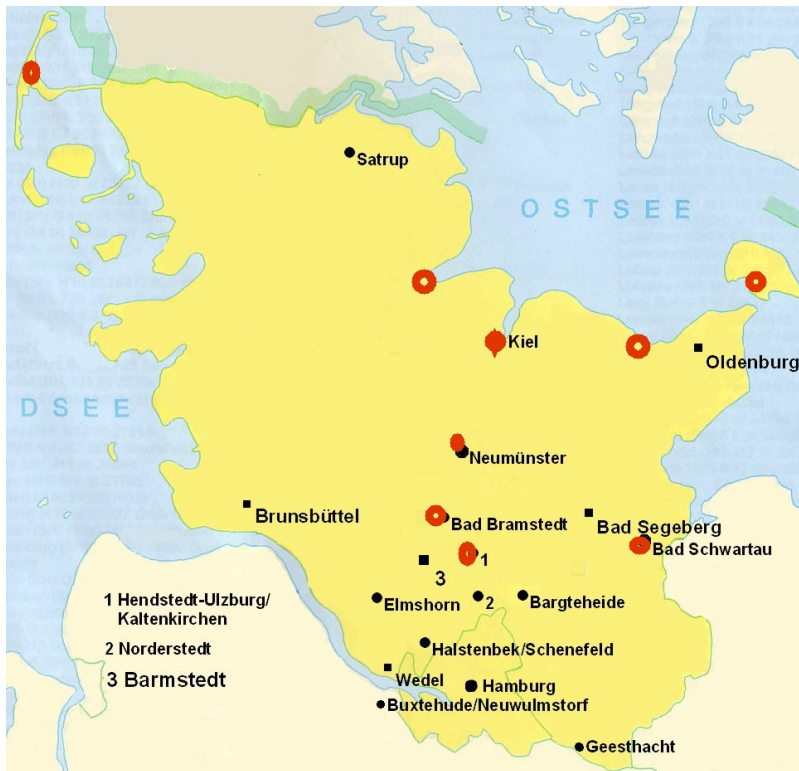 Satrup
OSTSEE
Kiel
Oldenburg
DSEE
Neumünster
Brunsbüttel
Bad Bramstedt
Bad Segeberg
Bad Schwartau
1
3
1 Hendstedt-Ulzburg/
Kaltenkirchen
Elmshorn
2
Bargteheide
2 Norderstedt
Halstenbek/Schenefeld
3 Barmstedt
Wedel
Hamburg
Buxtehude/Neuwulmstorf
Geesthacht